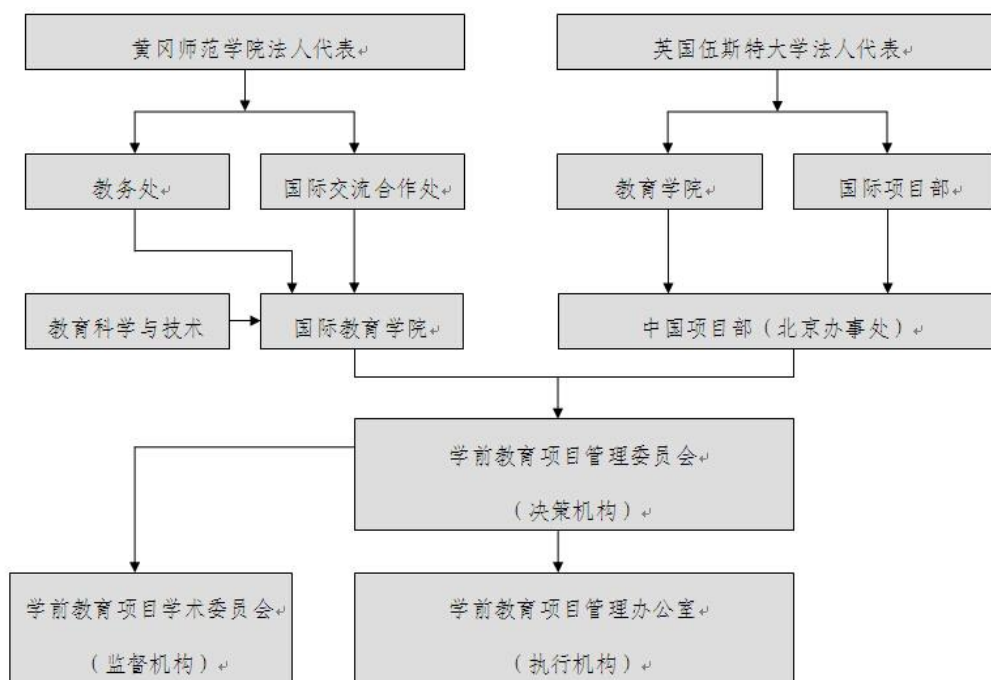 黄冈师范学院法人代表
英国伍斯特大学法人代表
教务处
国际交流合作处
教育学院
国际项目部
教育科学与技术
国际教育学院
中国项目部（北京办事处）
学前教育项目管理委员会
（决策机构）
学前教育项目学术委员会
（监督机构）
学前教育项目管理办公室
（执行机构）